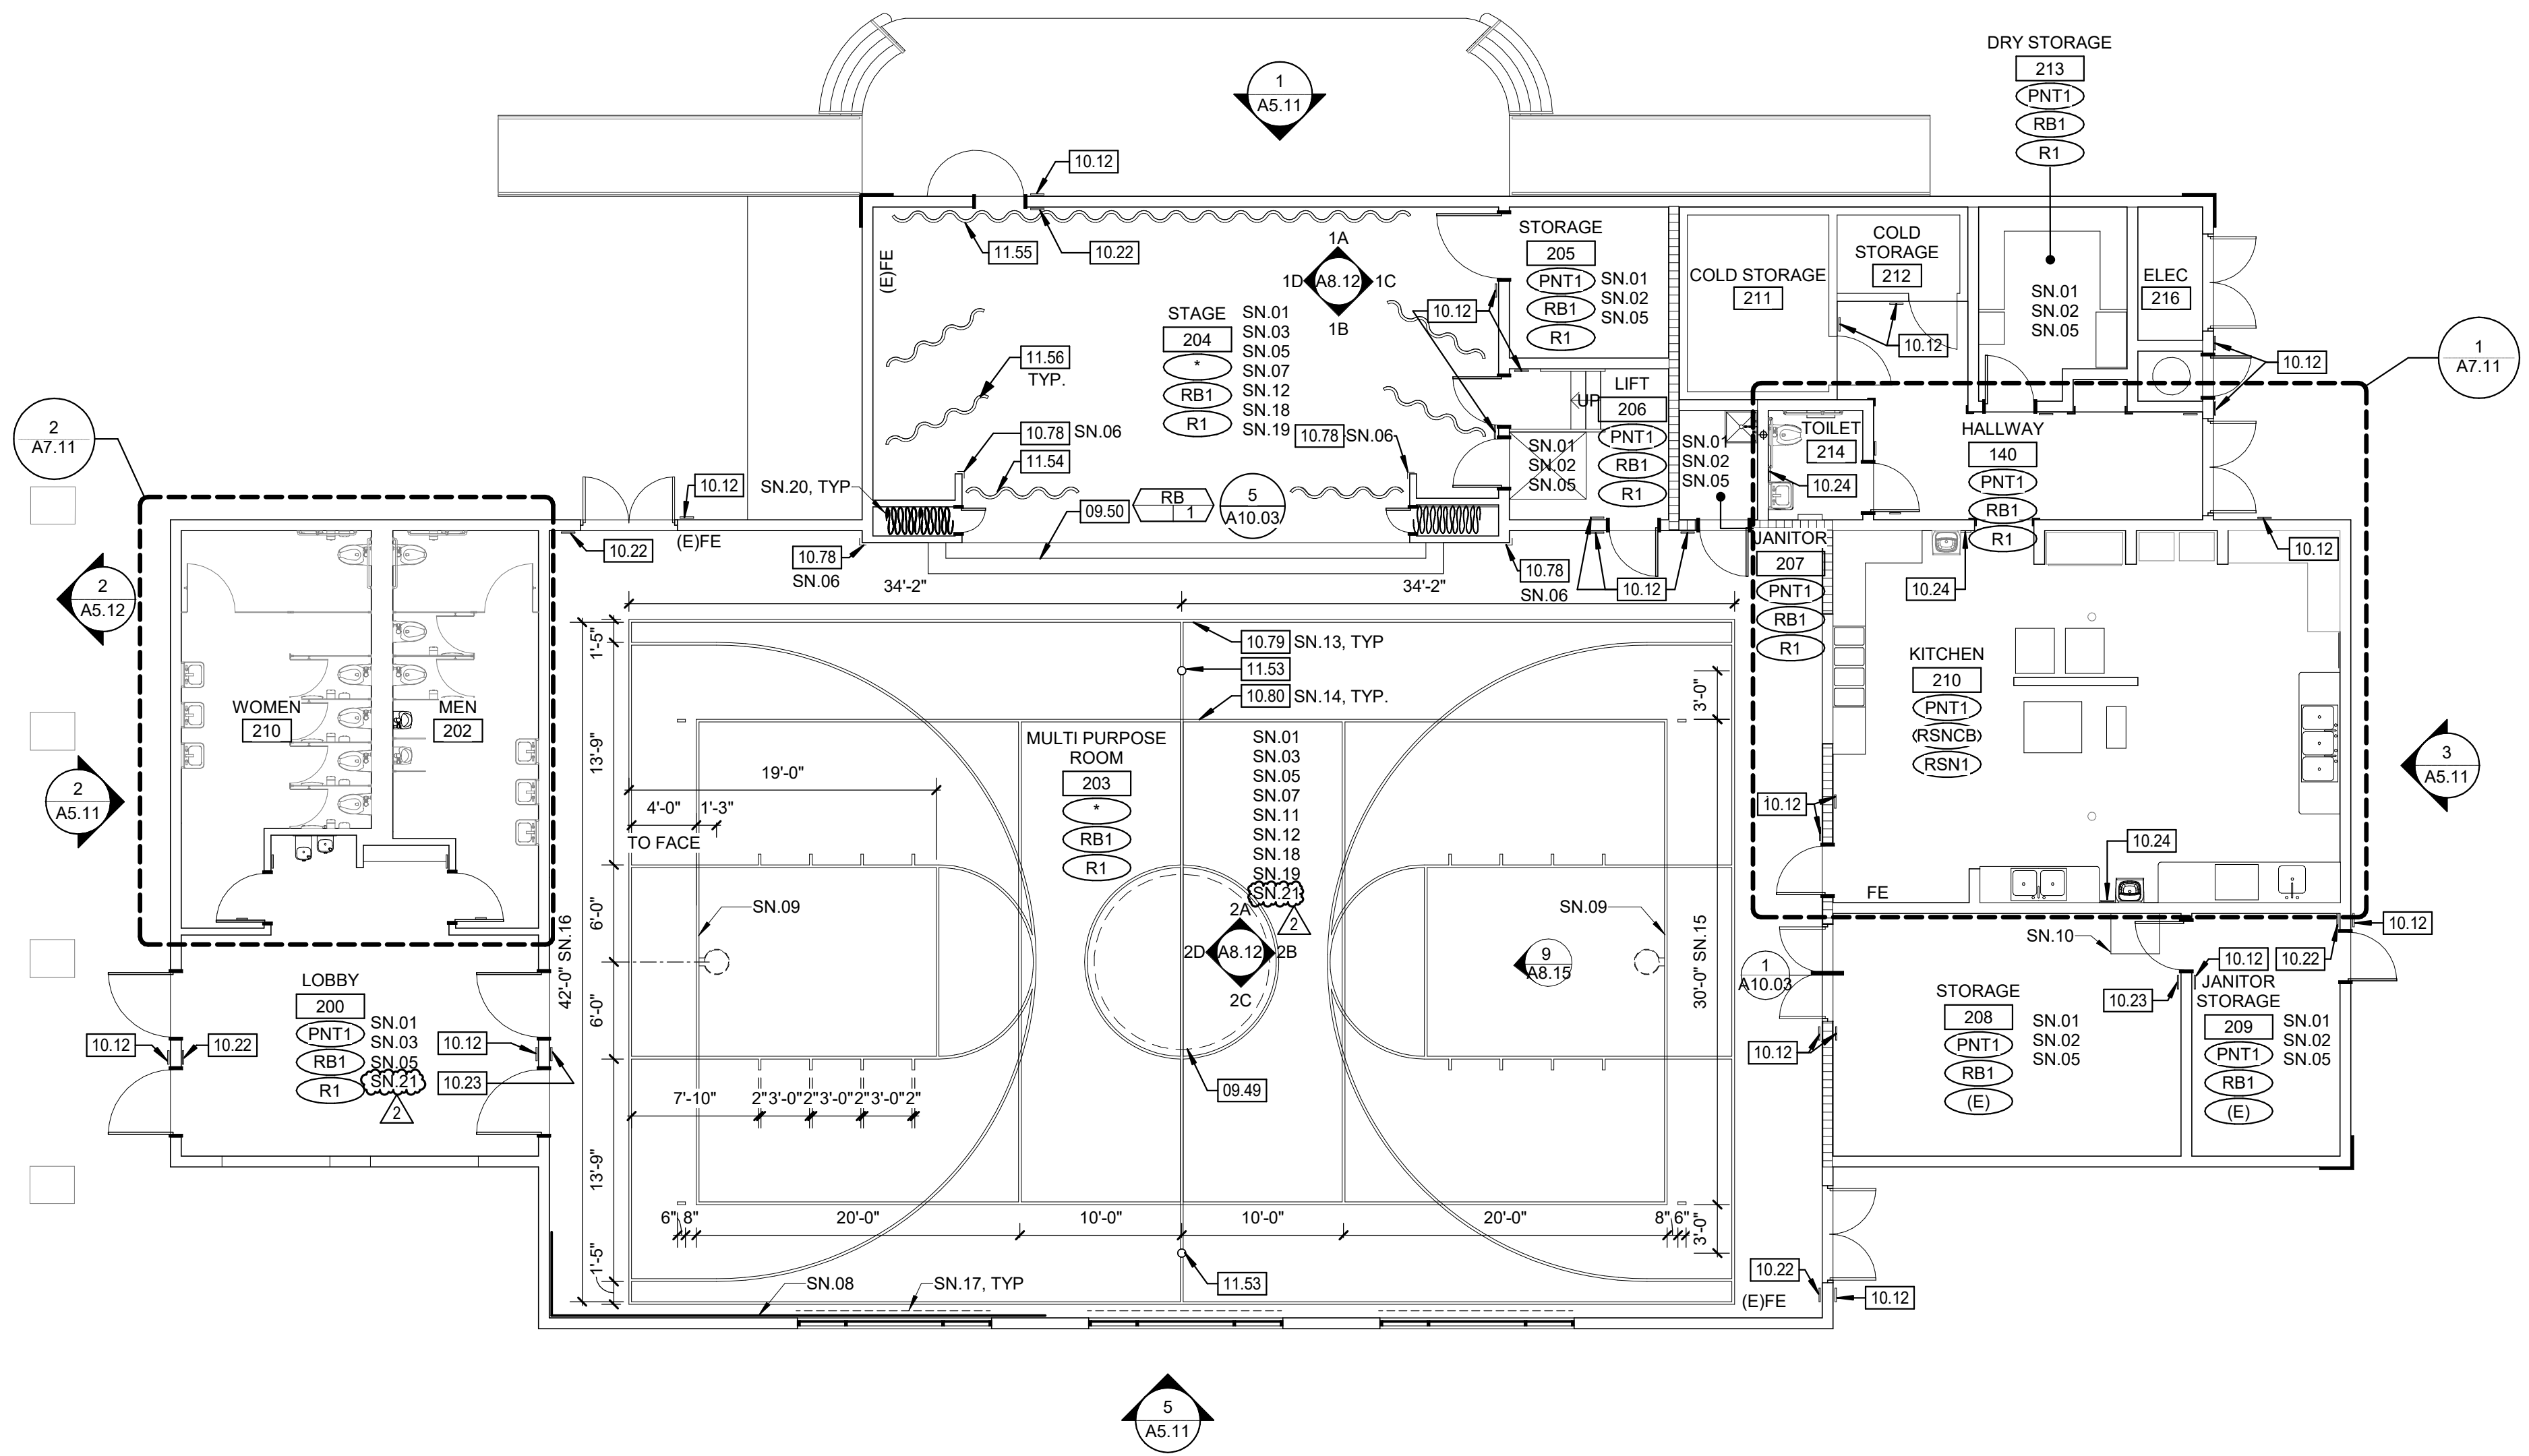 DRY STORAGE
213
PNT1
RB1
R1
1
A5.11
10.12
11.55
10.22
(E)FE
1A
1D
A8.12
1C
1B
STORAGE
205
PNT1
RB1
R1
SN.01
SN.02
SN.05
COLD STORAGE
211
COLD
STORAGE
212
10.12
SN.01
SN.02
SN.05
ELEC
216
10.12
1
A7.11
STAGE
204
*
RB1
R1
SN.01
SN.03
SN.05
SN.07
SN.12
SN.18
SN.19
10.12
11.56
TYP.
10.78 SN.06
11.54
10.78 SN.06
UP
LIFT
206
PNT1
RB1
R1
SN.01
SN.02
SN.05
SN.01
SN.02
SN.05
TOILET
214
10.24
HALLWAY
140
PNT1
RB1
R1
2
A7.11
SN.20, TYP
09.50
RB
1
5
A10.03
10.12
10.22
(E)FE
10.78
SN.06
10.78
SN.06
10.12
JANITOR
207
PNT1
RB1
R1
10.24
10.12
2
A5.12
34'-2"
34'-2"
1'-5"
10.79 SN.13, TYP
11.53
10.80 SN.14, TYP.
3'-0"
KITCHEN
210
PNT1
RSNCB
RSN1
WOMEN
210
MEN
202
2
A5.11
13'-9"
19'-0"
4'-0"
1'-3"
TO FACE
MULTI PURPOSE
ROOM
203
*
RB1
R1
SN.01
SN.03
SN.05
SN.07
SN.11
SN.12
SN.18
SN.19
SN.21
2
3
A5.11
10.12
10.24
FE
SN.09
SN.09
6'-0"
42'-0" SN.16
6'-0"
2A
2D
A8.12
2B
2C
9
A8.15
30'-0" SN.15
1
A10.03
SN.10
10.12
10.22
10.12
10.23
LOBBY
200
PNT1
RB1
R1
SN.01
SN.03
SN.05
SN.21
2
10.12
10.22
10.12
10.23
STORAGE
208
PNT1
RB1
(E)
SN.01
SN.02
SN.05
JANITOR
STORAGE
209
PNT1
RB1
(E)
SN.01
SN.02
SN.05
10.12
09.49
7'-10"
2" 3'-0" 2" 3'-0" 2" 3'-0" 2"
13'-9"
6" 8"
20'-0"
10'-0"
10'-0"
20'-0"
8" 6"
3'-0"
1'-5"
SN.08
SN.17, TYP
11.53
10.22
(E)FE
10.12
5
A5.11